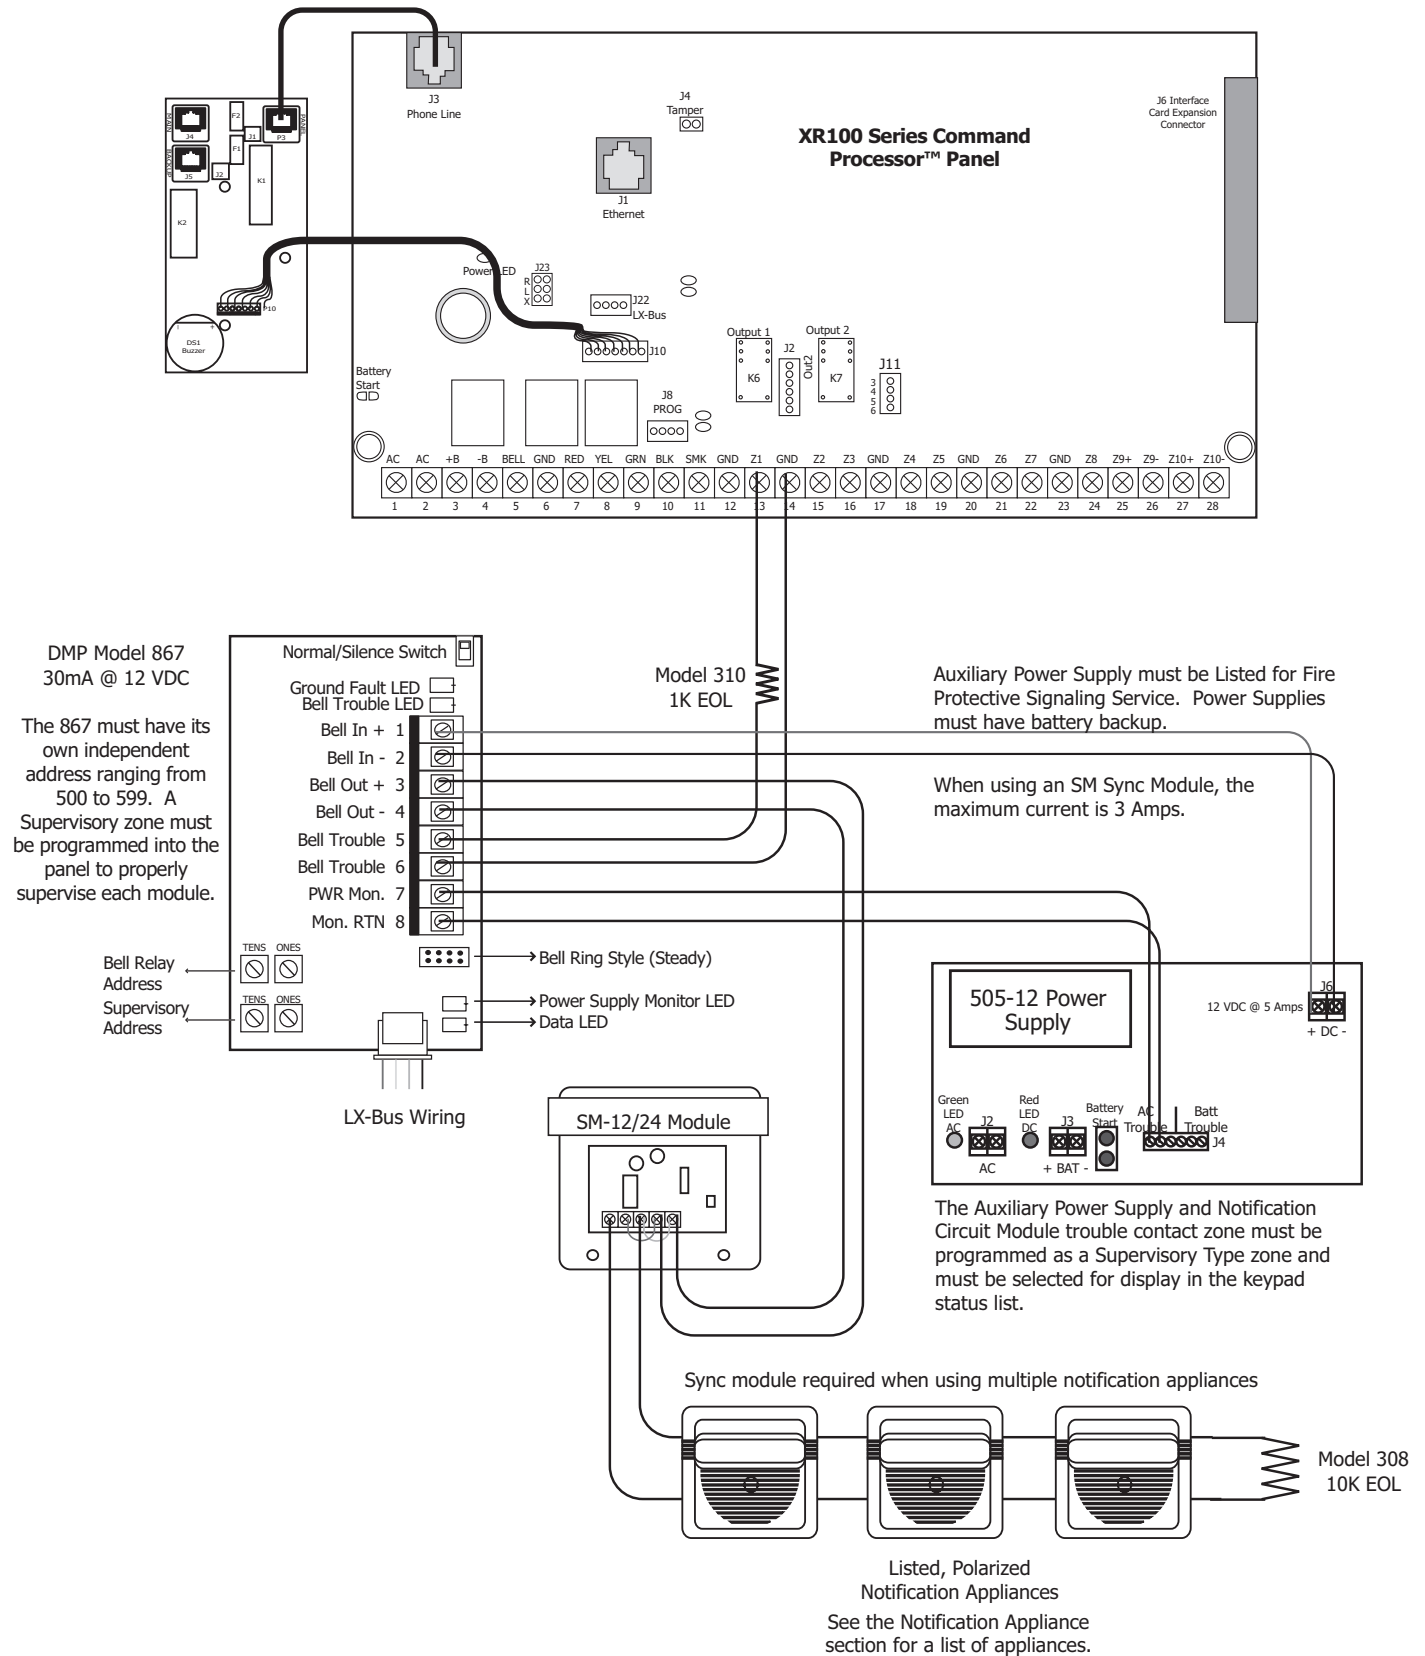 J3
Phone Line
J4
Tamper
J6 Interface
Card Expansion
Connector
XR100 Series Command
Processor™ Panel
MAIN
J4
F2
J1
P3
PANEL
BACKUP
J5
F1
J2
K1
K2
J1
Ethernet
Power LED
J23
R
L
X
J22
LX-Bus
P10
DS1
Buzzer
- +
J10
Output 1
J2
Out2
Output 2
K6
K7
J11
3
4
5
6
Battery
Start
J8
PROG
AC AC +B -B BELL GND RED YEL GRN BLK SMK GND Z1 GND Z2 Z3 GND Z4 Z5 GND Z6 Z7 GND Z8 Z9+ Z9- Z10+ Z10-
1 2 3 4 5 6 7 8 9 10 11 12 13 14 15 16 17 18 19 20 21 22 23 24 25 26 27 28
DMP Model 867
30mA @ 12 VDC
The 867 must have its
own independent
address ranging from
500 to 599. A
Supervisory zone must
be programmed into the
panel to properly
supervise each module.
Normal/Silence Switch
Ground Fault LED
Bell Trouble LED
Bell In + 1
Bell In - 2
Bell Out + 3
Bell Out - 4
Bell Trouble 5
Bell Trouble 6
PWR Mon. 7
Mon. RTN 8
Model 310
1K EOL
Auxiliary Power Supply must be Listed for Fire
Protective Signaling Service. Power Supplies
must have battery backup.
When using an SM Sync Module, the
maximum current is 3 Amps.
TENS ONES
Bell Relay
Address
TENS ONES
Supervisory
Address
Bell Ring Style (Steady)
Power Supply Monitor LED
Data LED
LX-Bus Wiring
505-12 Power
Supply
J6
12 VDC @ 5 Amps
+ DC -
Green
LED
AC
J2
AC
Red
LED
DC
J3
+ BAT -
Battery
Start
AC
Trouble
Batt
Trouble
J4
SM-12/24 Module
The Auxiliary Power Supply and Notification
Circuit Module trouble contact zone must be
programmed as a Supervisory Type zone and
must be selected for display in the keypad
status list.
Sync module required when using multiple notification appliances
Model 308
10K EOL
Listed, Polarized
Notification Appliances
See the Notification Appliance
section for a list of appliances.